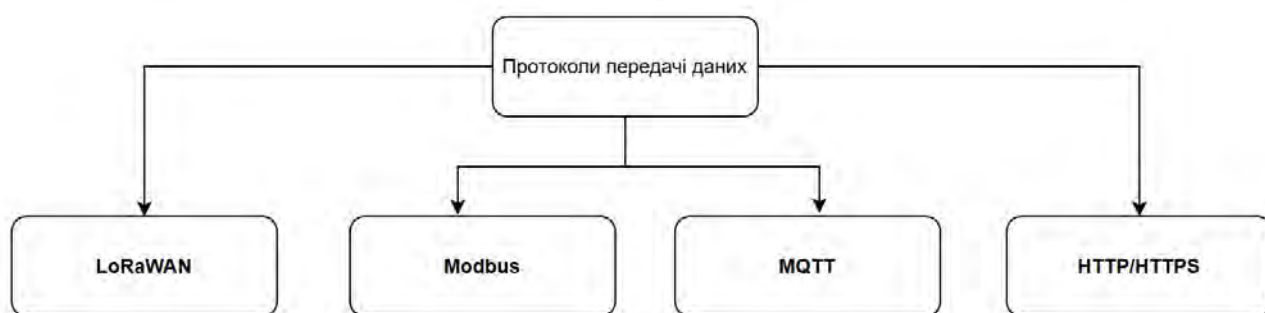 Протоколи передачі даних
LoRaWAN
Modbus
MQTT
HTTP/HTTPS